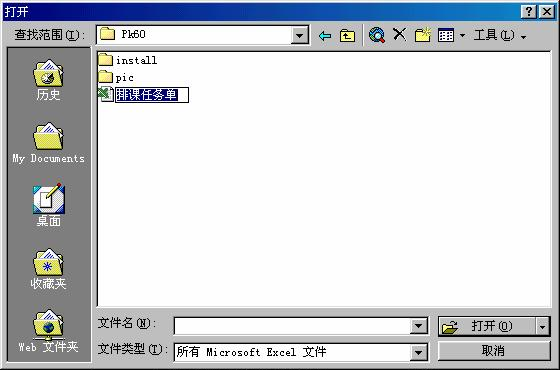 打开
查找范围(I):
Pk60
工具(L)
install
pic
排课任务单
历史
My Documents
桌面
收藏夹
Web 文件夹
文件名(N):
打开(O)
文件类型(T):
所有 Microsoft Excel 文件
取消